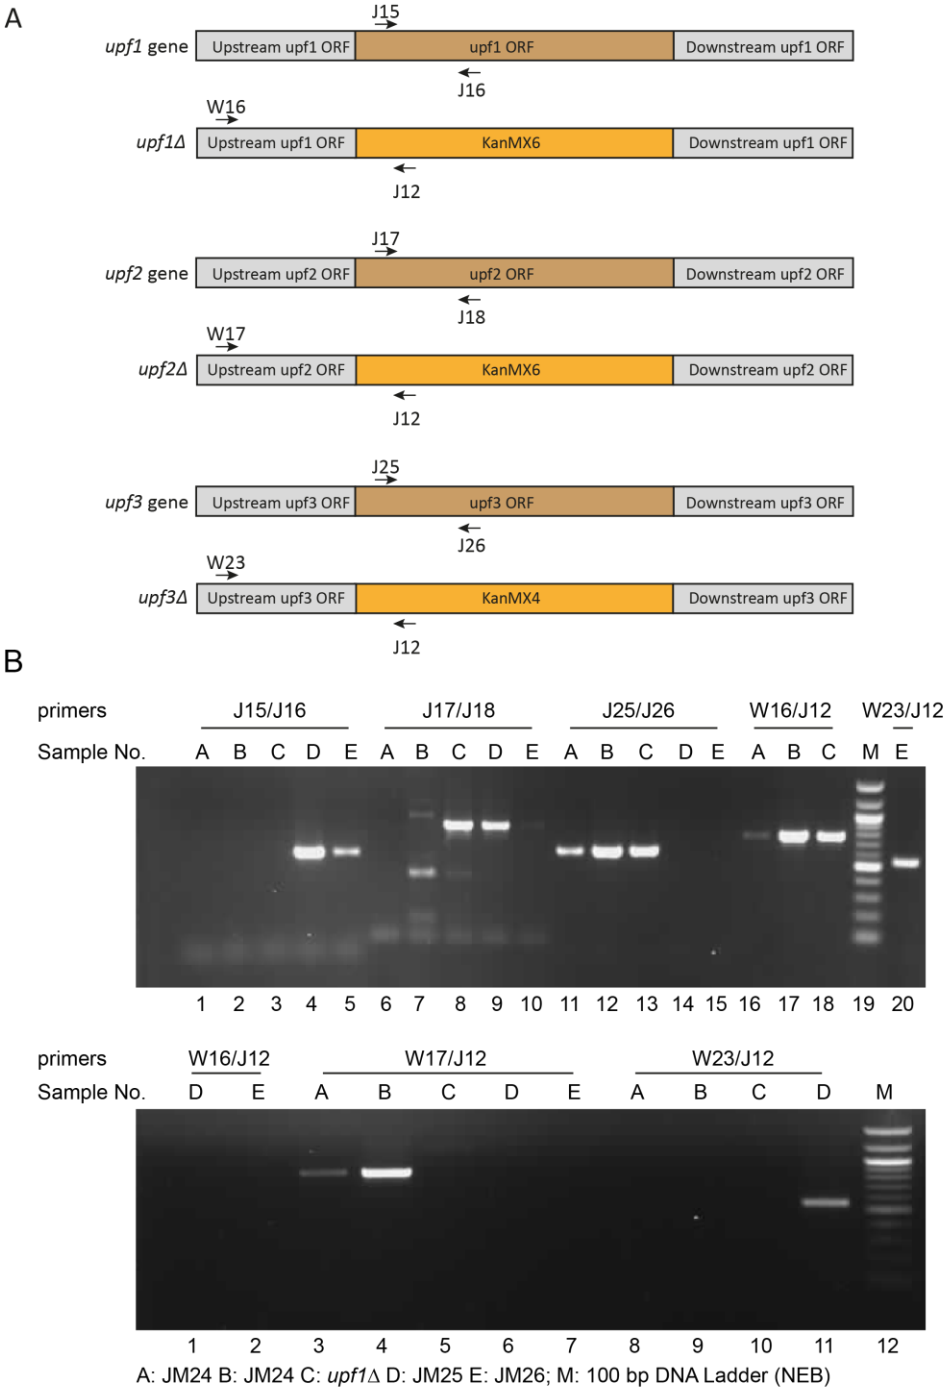 A
J15
upf1 gene Upstream upf1 ORF upf1 ORF Downstream upf1 ORF
J16
W16
upf1Δ Upstream upf1 ORF KanMX6 Downstream upf1 ORF
J12
J17
upf2 gene Upstream upf2 ORF upf2 ORF Downstream upf2 ORF
J18
W17
upf2Δ Upstream upf2 ORF KanMX6 Downstream upf2 ORF
J12
J25
upf3 gene Upstream upf3 ORF upf3 ORF Downstream upf3 ORF
J26
W23
upf3Δ Upstream upf3 ORF KanMX4 Downstream upf3 ORF
J12
B
primers J15/J16 J17/J18 J25/J26 W16/J12 W23/J12
Sample No. A B C D E A B C D E A B C D E A B C M E
1 2 3 4 5 6 7 8 9 10 11 12 13 14 15 16 17 18 19 20
primers W16/J12 W17/J12 W23/J12
Sample No. D E A B C D E A B C D M
1 2 3 4 5 6 7 8 9 10 11 12
A: JM24 B: JM24 C: upf1Δ D: JM25 E: JM26; M: 100 bp DNA Ladder (NEB)